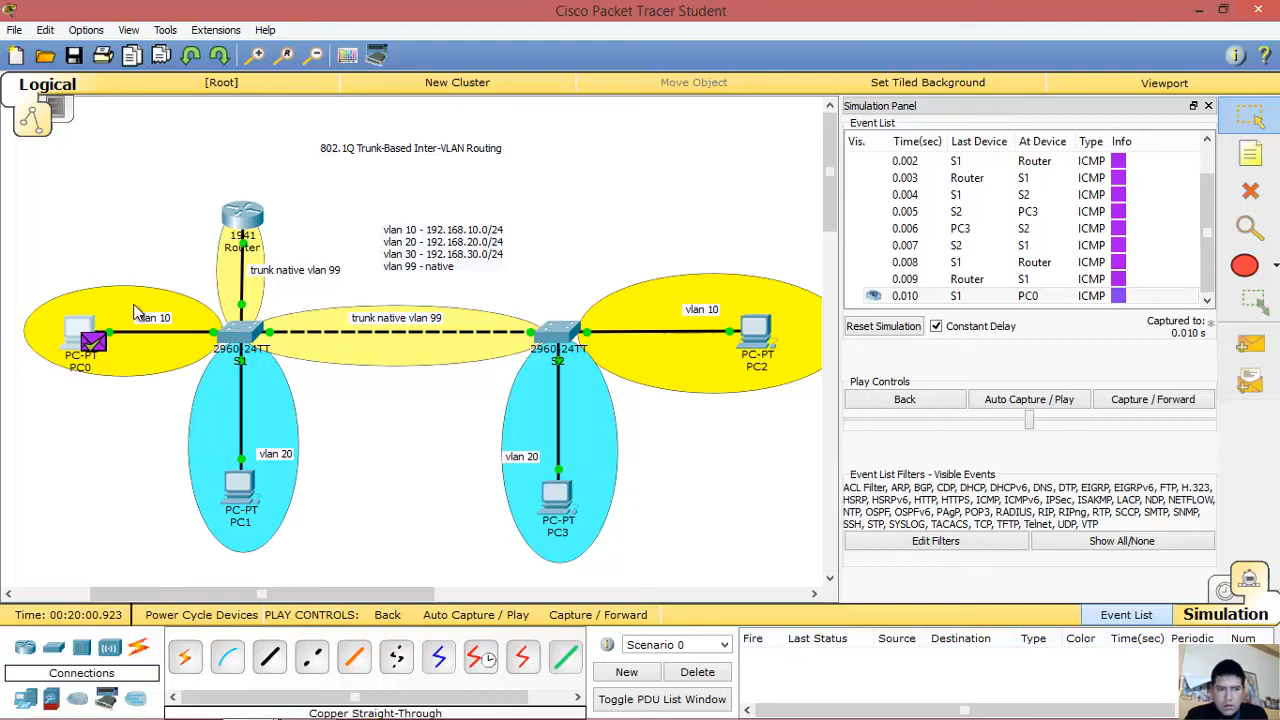 Cisco Packet Tracer Student
File Edit Options View Tools Extensions Help
Logical
[Root]
New Cluster
Move Object
Set Tiled Background
Viewport
802.1Q Trunk-Based Inter-VLAN Routing
1941
Router
trunk native vlan 99
vlan 10 - 192.168.10.0/24
vlan 20 - 192.168.20.0/24
vlan 30 - 192.168.30.0/24
vlan 99 - native
vlan 10
PC-PT
PC0
2960-24TT
S1
trunk native vlan 99
2960-24TT
S2
vlan 10
PC-PT
PC2
vlan 20
PC-PT
PC1
vlan 20
PC-PT
PC3
Simulation Panel
Event List
Vis. Time(sec) Last Device At Device Type Info
0.002 S1 Router ICMP
0.003 Router S1 ICMP
0.004 S1 S2 ICMP
0.005 S2 PC3 ICMP
0.006 PC3 S2 ICMP
0.007 S2 S1 ICMP
0.008 S1 Router ICMP
0.009 Router S1 ICMP
0.010 S1 PC0 ICMP
Reset Simulation
Constant Delay
Captured to:
0.010 s
Play Controls
Back
Auto Capture / Play
Capture / Forward
Event List Filters - Visible Events
ACL Filter, ARP, BGP, CDP, DHCP, DHCPv6, DNS, DTP, EIGRP, EIGRPv6, FTP, H.323,
HSRP, HSRPv6, HTTP, HTTPS, ICMP, ICMPv6, IPSec, ISAKMP, LACP, NDP, NETFLOW,
NTP, OSPF, OSPFv6, PAgP, POP3, RADIUS, RIP, RIPng, RTP, SCCP, SMTP, SNMP,
SSH, STP, SYSLOG, TACACS, TCP, TFTP, Telnet, UDP, VTP
Edit Filters
Show All/None
Time: 00:20:00.923
Power Cycle Devices
PLAY CONTROLS:
Back
Auto Capture / Play
Capture / Forward
Event List
Simulation
Connections
Copper Straight-Through
Scenario 0
New
Delete
Toggle PDU List Window
Fire Last Status Source Destination Type Color Time(sec) Periodic Num